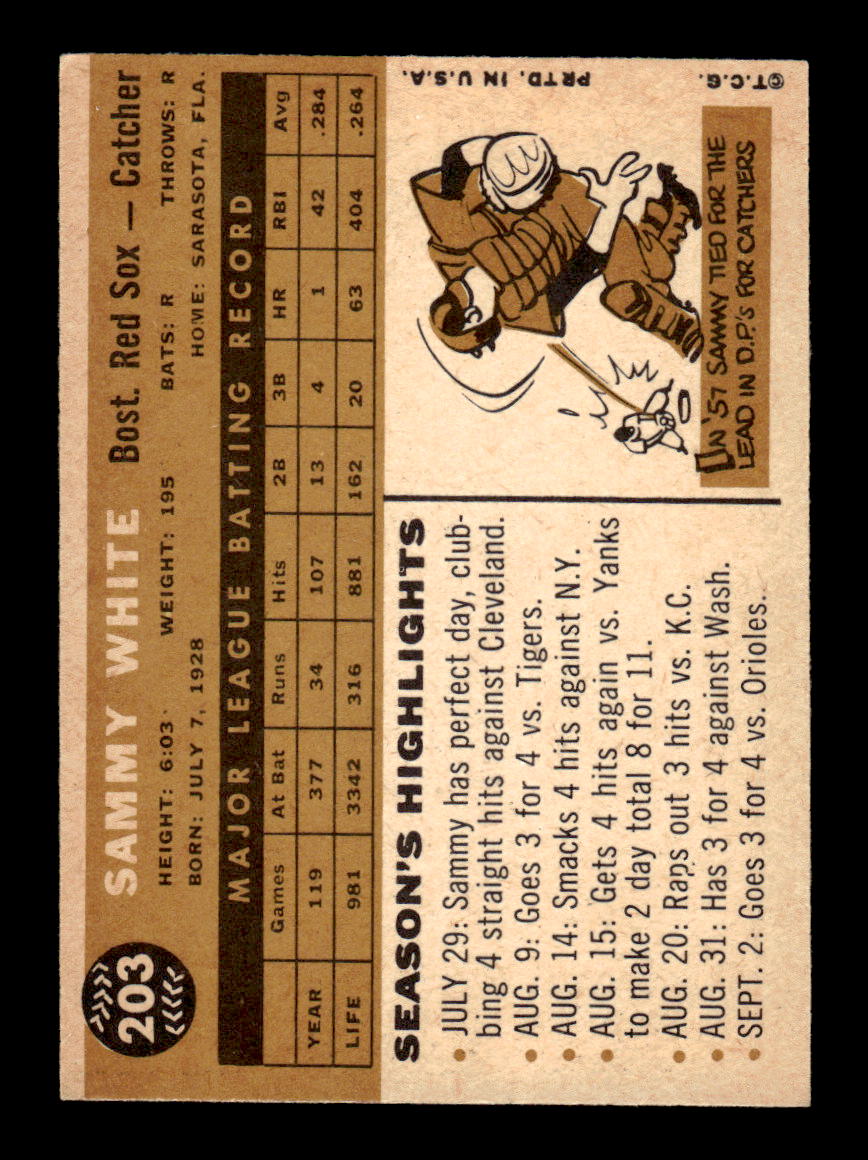 203
SAMMY WHITE Bost. Red Sox — Catcher
HEIGHT: 6:03 WEIGHT: 195 BATS: R THROWS: R
BORN: JULY 7, 1928 HOME: SARASOTA, FLA.
MAJOR LEAGUE BATTING RECORD
Games At Bat Runs Hits 2B 3B HR RBI Avg
YEAR 119 377 34 107 13 4 1 42 .284
LIFE 981 3342 316 881 162 20 63 404 .264
SEASON'S HIGHLIGHTS
• JULY 29: Sammy has perfect day, club-
bing 4 straight hits against Cleveland.
• AUG. 9: Goes 3 for 4 vs. Tigers.
• AUG. 14: Smacks 4 hits against N.Y.
• AUG. 15: Gets 4 hits again vs. Yanks
to make 2 day total 8 for 11.
• AUG. 20: Raps out 3 hits vs. K.C.
• AUG. 31: Has 3 for 4 against Wash.
• SEPT. 2: Goes 3 for 4 vs. Orioles.
IN '57 SAMMY TIED FOR THE
LEAD IN D.P.'S FOR CATCHERS
©T.C.G. PRTD. IN U.S.A.